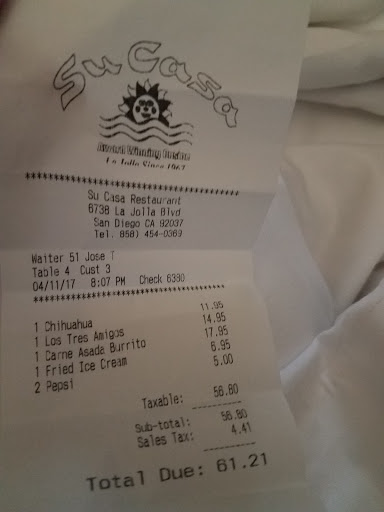 Su Casa
Award Winning Recipe
La Jolla Since 1967
************************************
Su Casa Restaurant
6738 La Jolla Blvd
San Diego CA 92037
Tel. 858) 454-0369
Waiter 51 Jose T
Table 4 Cust 3
04/11/17 8:07 PM Check 6380
************************************
1 Chihuahua 11.95
1 Los Tres Amigos 14.95
1 Carne Asada Burrito 17.95
1 Fried Ice Cream 6.95
2 Pepsi 5.00
Taxable: 56.80
Sub-total: 56.80
Sales Tax: 4.41
Total Due: 61.21